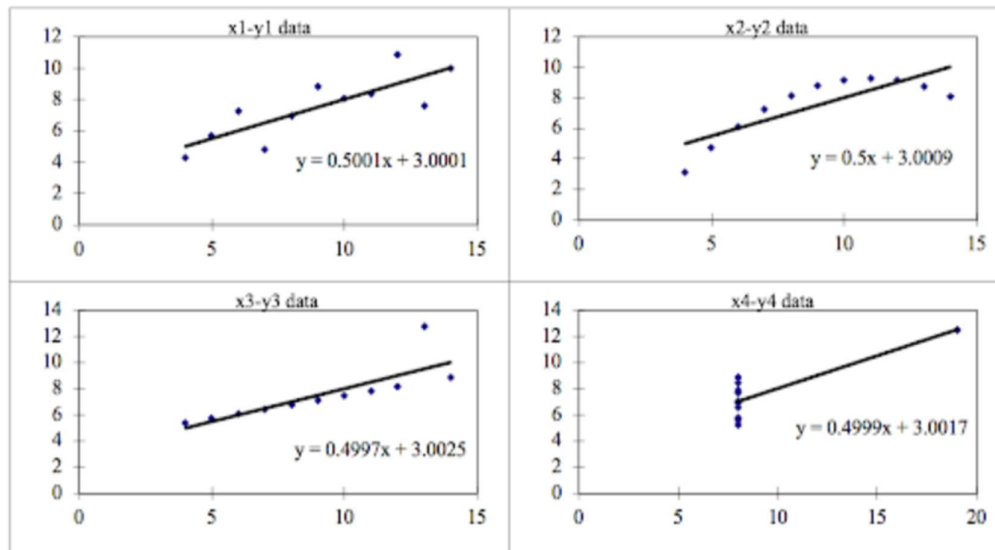 x1-y1 data
12
10
8
6
4
2
0
y = 0.5001x + 3.0001
0 5 10 15
x2-y2 data
12
10
8
6
4
2
0
y = 0.5x + 3.0009
0 5 10 15
x3-y3 data
14
12
10
8
6
4
2
0
y = 0.4997x + 3.0025
0 5 10 15
x4-y4 data
14
12
10
8
6
4
2
0
y = 0.4999x + 3.0017
0 5 10 15 20